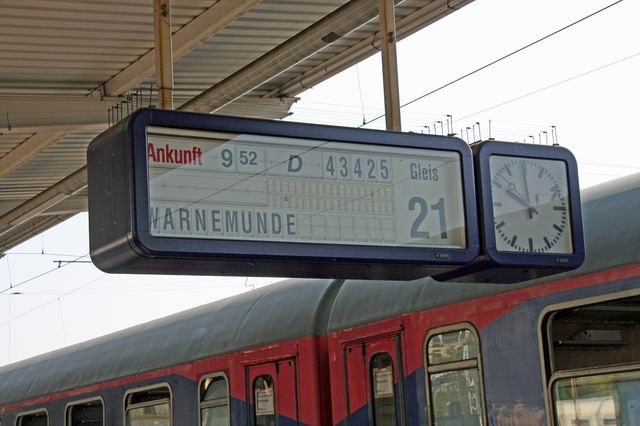 Ankunft 9 52 D 43425 Gleis
WARNEMUNDE 21